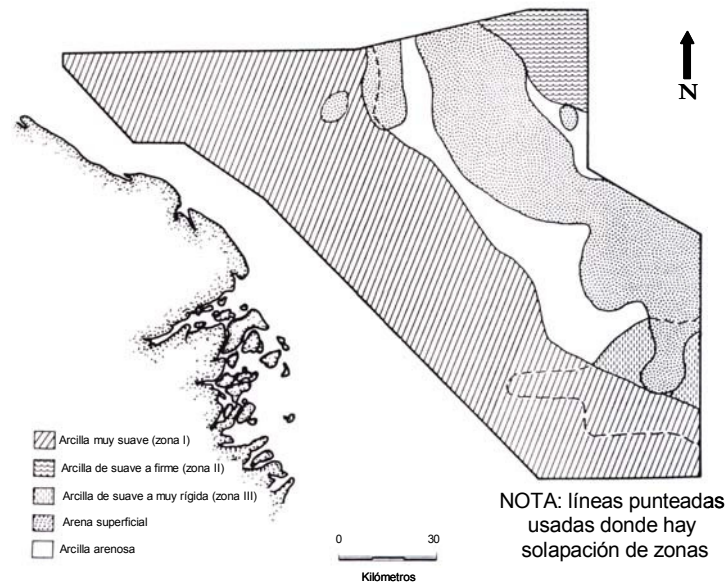 N
Arcilla muy suave (zona I)
Arcilla de suave a firme (zona II)
Arcilla de suave a muy rígida (zona III)
Arena superficial
Arcilla arenosa
0 30
Kilómetros
NOTA: líneas punteadas
usadas donde hay
solapación de zonas